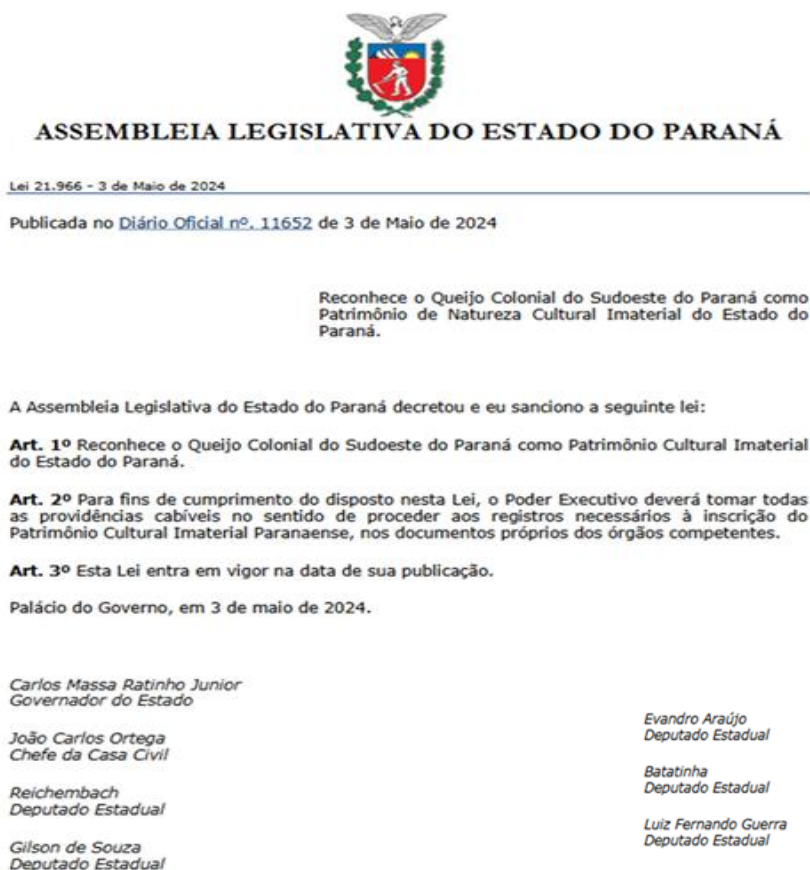 ASSEMBLEIA LEGISLATIVA DO ESTADO DO PARANÁ
Lei 21.966 - 3 de Maio de 2024
Publicada no Diário Oficial nº. 11652 de 3 de Maio de 2024
Reconhece o Queijo Colonial do Sudoeste do Paraná como
Patrimônio de Natureza Cultural Imaterial do Estado do
Paraná.
A Assembleia Legislativa do Estado do Paraná decretou e eu sanciono a seguinte lei:
Art. 1º Reconhece o Queijo Colonial do Sudoeste do Paraná como Patrimônio Cultural Imaterial
do Estado do Paraná.
Art. 2º Para fins de cumprimento do disposto nesta Lei, o Poder Executivo deverá tomar todas
as providências cabíveis no sentido de proceder aos registros necessários à inscrição do
Patrimônio Cultural Imaterial Paranaense, nos documentos próprios dos órgãos competentes.
Art. 3º Esta Lei entra em vigor na data de sua publicação.
Palácio do Governo, em 3 de maio de 2024.
Carlos Massa Ratinho Junior
Governador do Estado
João Carlos Ortega
Chefe da Casa Civil
Reichembach
Deputado Estadual
Gilson de Souza
Deputado Estadual
Evandro Araújo
Deputado Estadual
Batatinha
Deputado Estadual
Luiz Fernando Guerra
Deputado Estadual